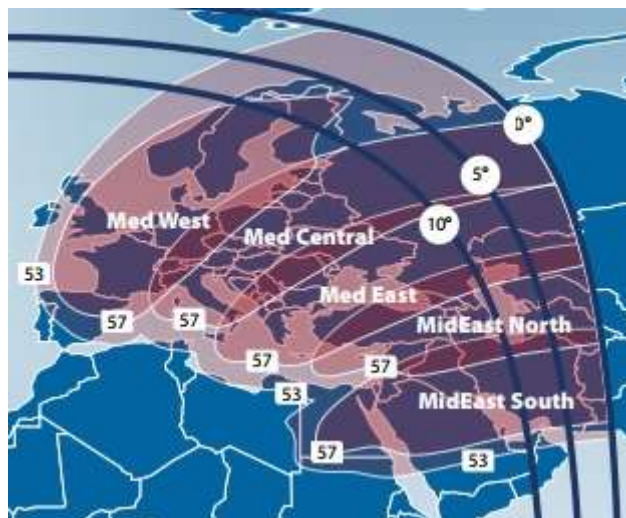 0°
5°
Med West
10°
Med Central
53
Med East
57
57
MidEast North
57
57
53
MidEast South
57
53